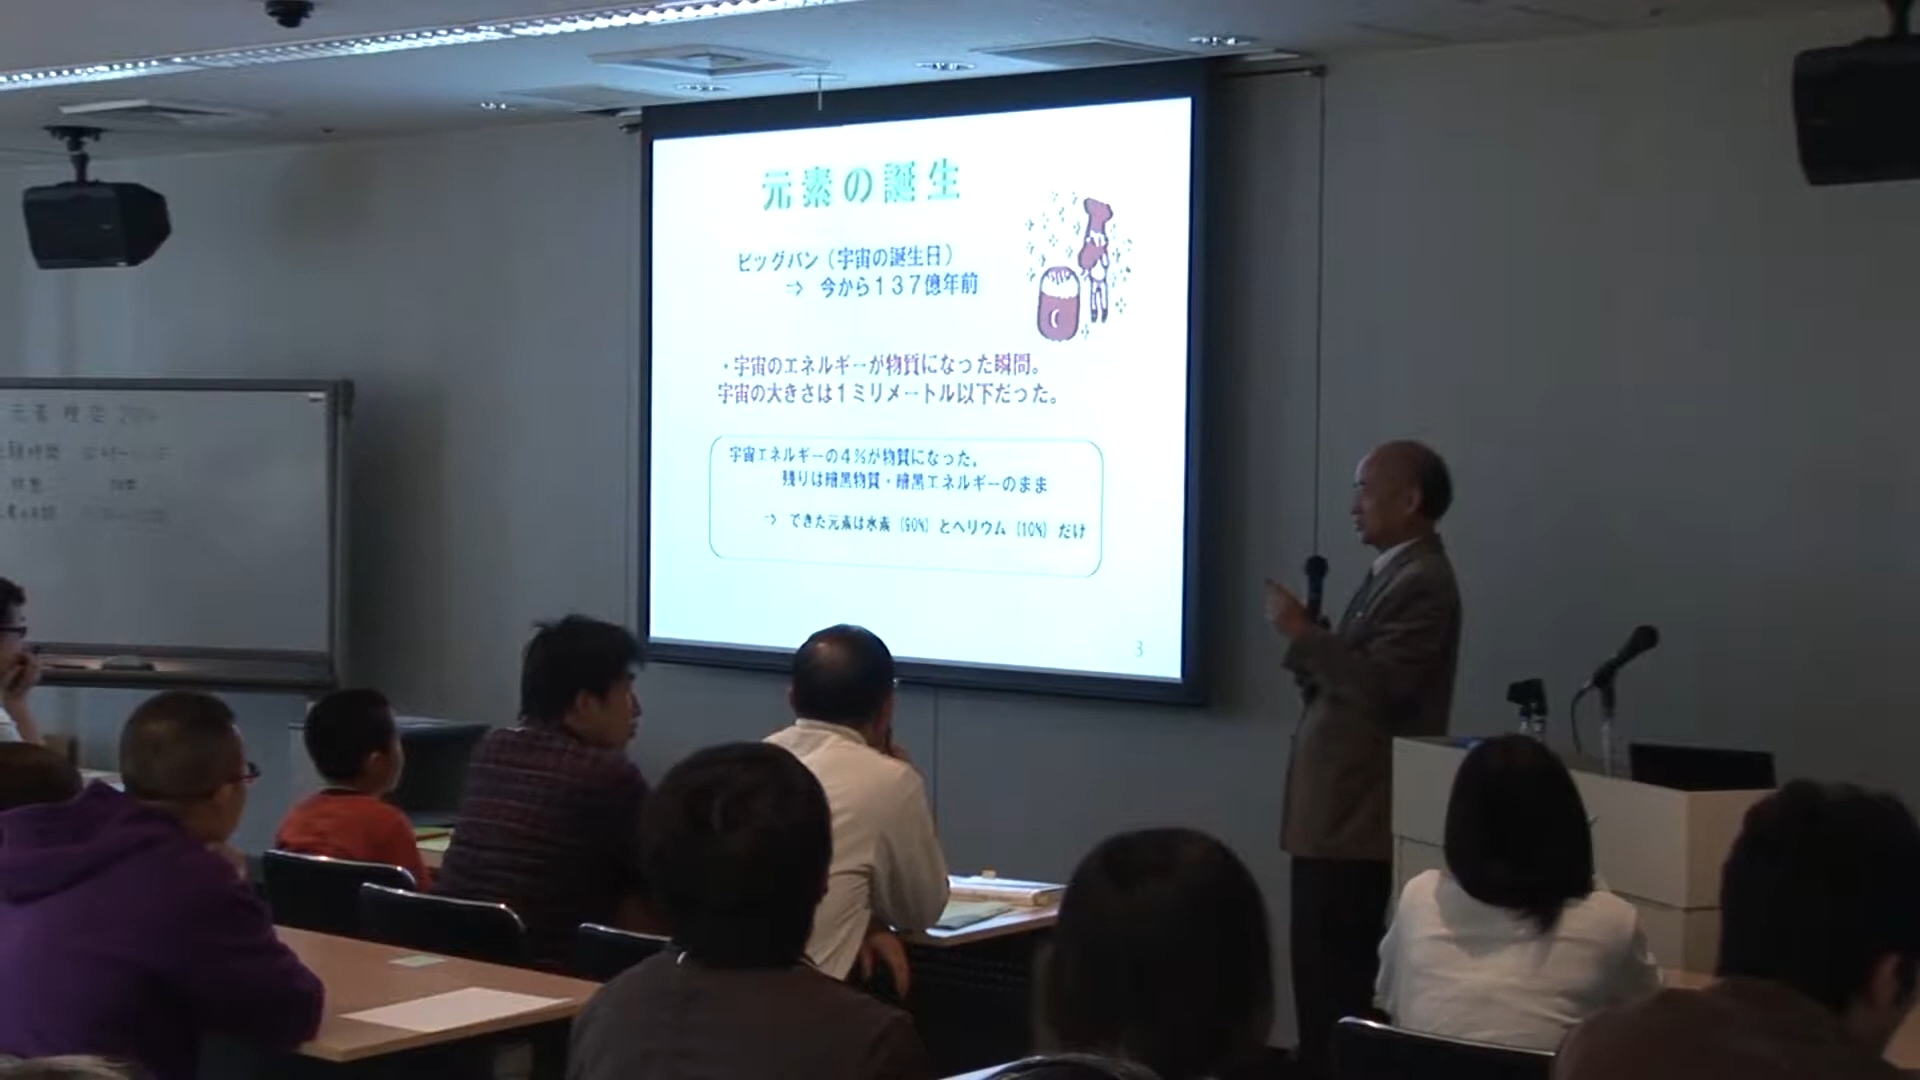 元素の誕生
ビッグバン（宇宙の誕生日）
⇒ 今から１３７億年前
・宇宙のエネルギーが物質になった瞬間。
宇宙の大きさは１ミリメートル以下だった。
宇宙エネルギーの４％が物質になった。
残りは暗黒物質・暗黒エネルギーのまま
⇒ できた元素は水素（90%）とヘリウム（10%）だけ
3
元素検定